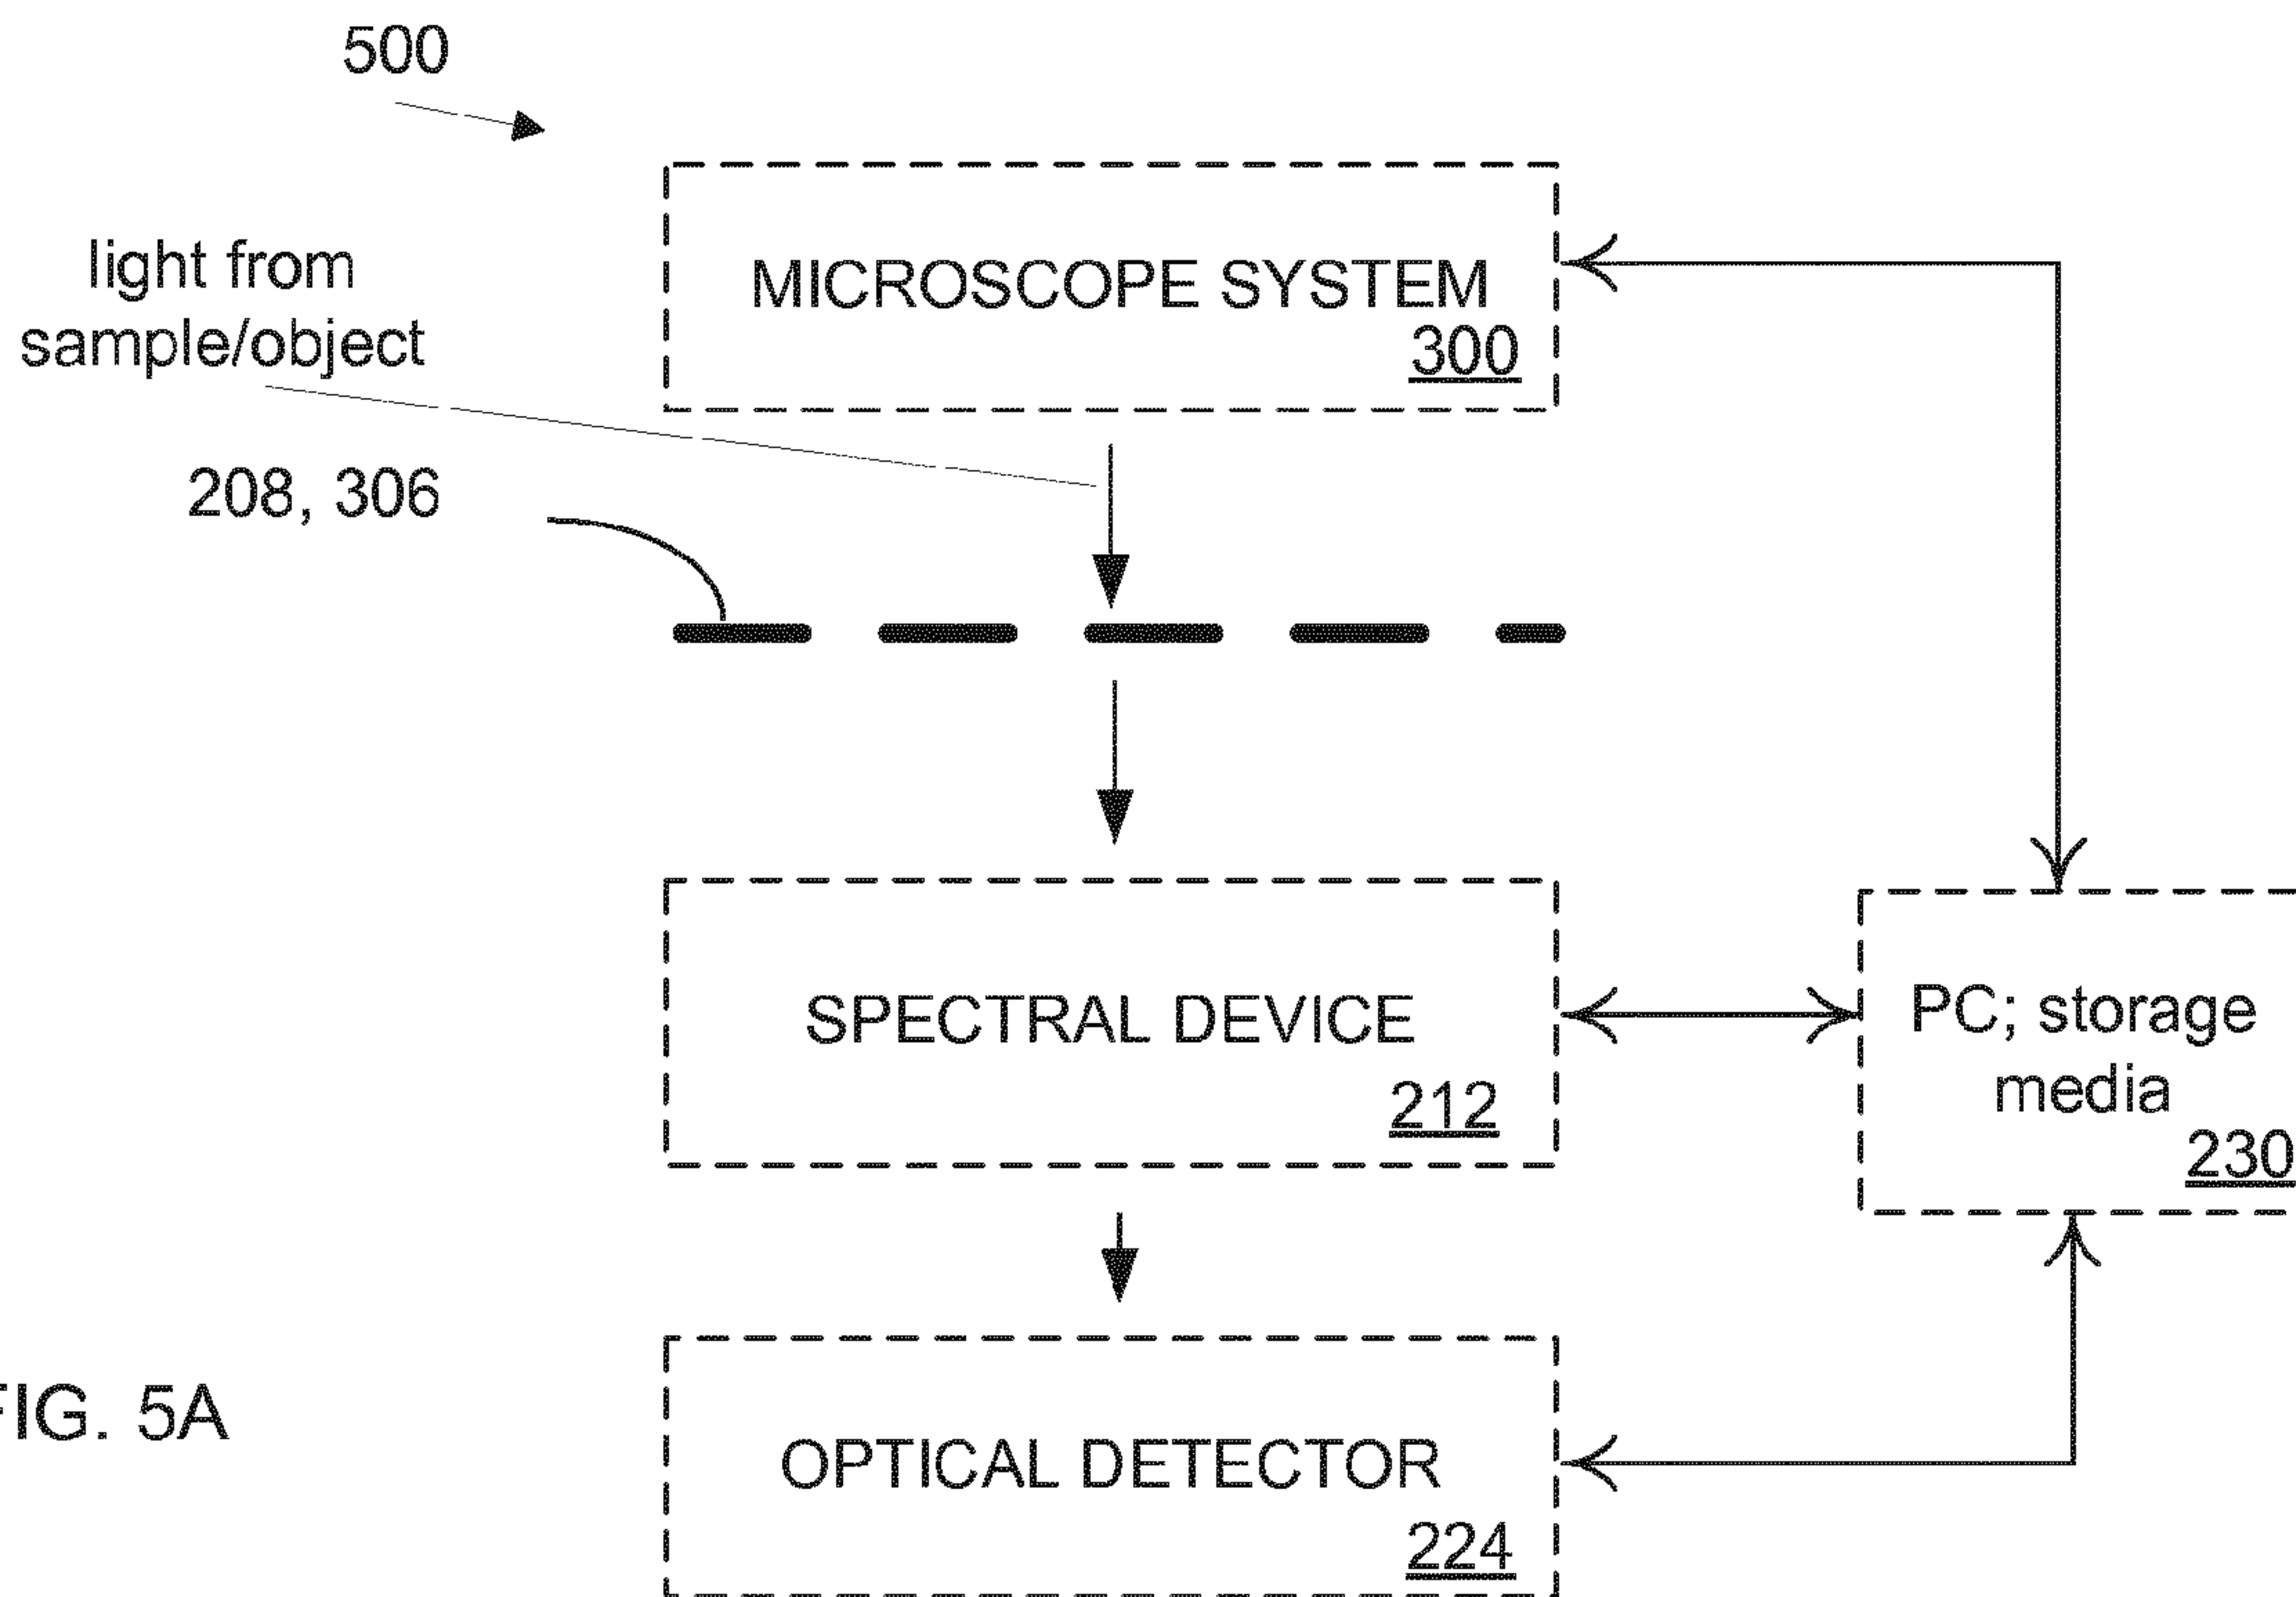 500
light from
sample/object
208, 306
MICROSCOPE SYSTEM
300
SPECTRAL DEVICE
212
PC; storage
media
230
OPTICAL DETECTOR
224
FIG. 5A